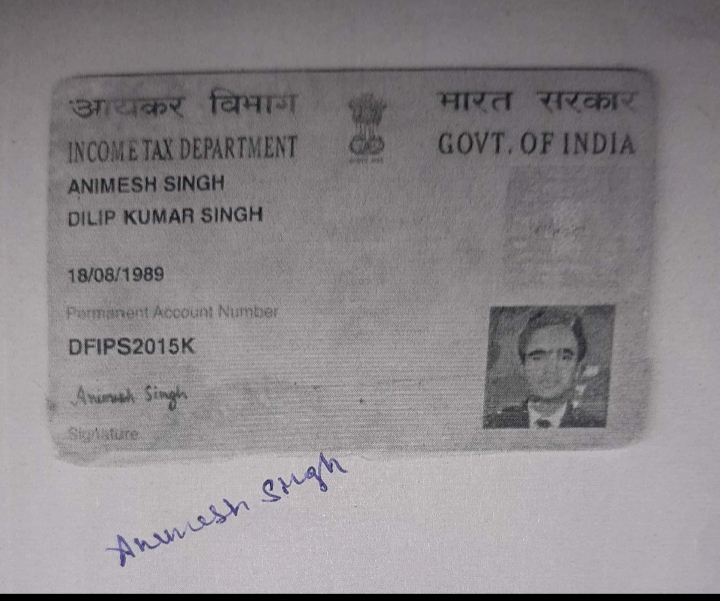 आयकर विभाग
INCOME TAX DEPARTMENT
भारत सरकार
GOVT. OF INDIA
ANIMESH SINGH
DILIP KUMAR SINGH
18/08/1989
Permanent Account Number
DFIPS2015K
Animesh Singh
Signature
Animesh Singh